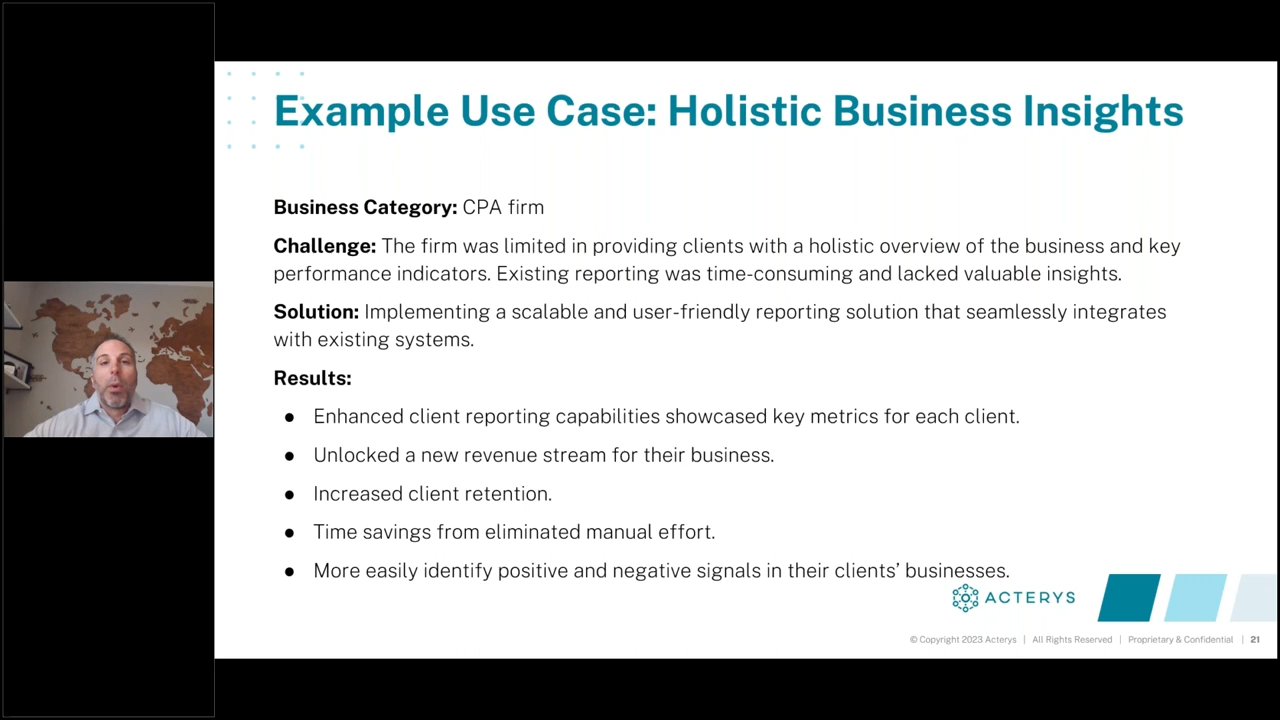 Example Use Case: Holistic Business Insights
Business Category: CPA firm
Challenge: The firm was limited in providing clients with a holistic overview of the business and key
performance indicators. Existing reporting was time-consuming and lacked valuable insights.
Solution: Implementing a scalable and user-friendly reporting solution that seamlessly integrates
with existing systems.
Results:
● Enhanced client reporting capabilities showcased key metrics for each client.
● Unlocked a new revenue stream for their business.
● Increased client retention.
● Time savings from eliminated manual effort.
● More easily identify positive and negative signals in their clients’ businesses.
ACTERYS
© Copyright 2023 Acterys | All Rights Reserved | Proprietary & Confidential | 21